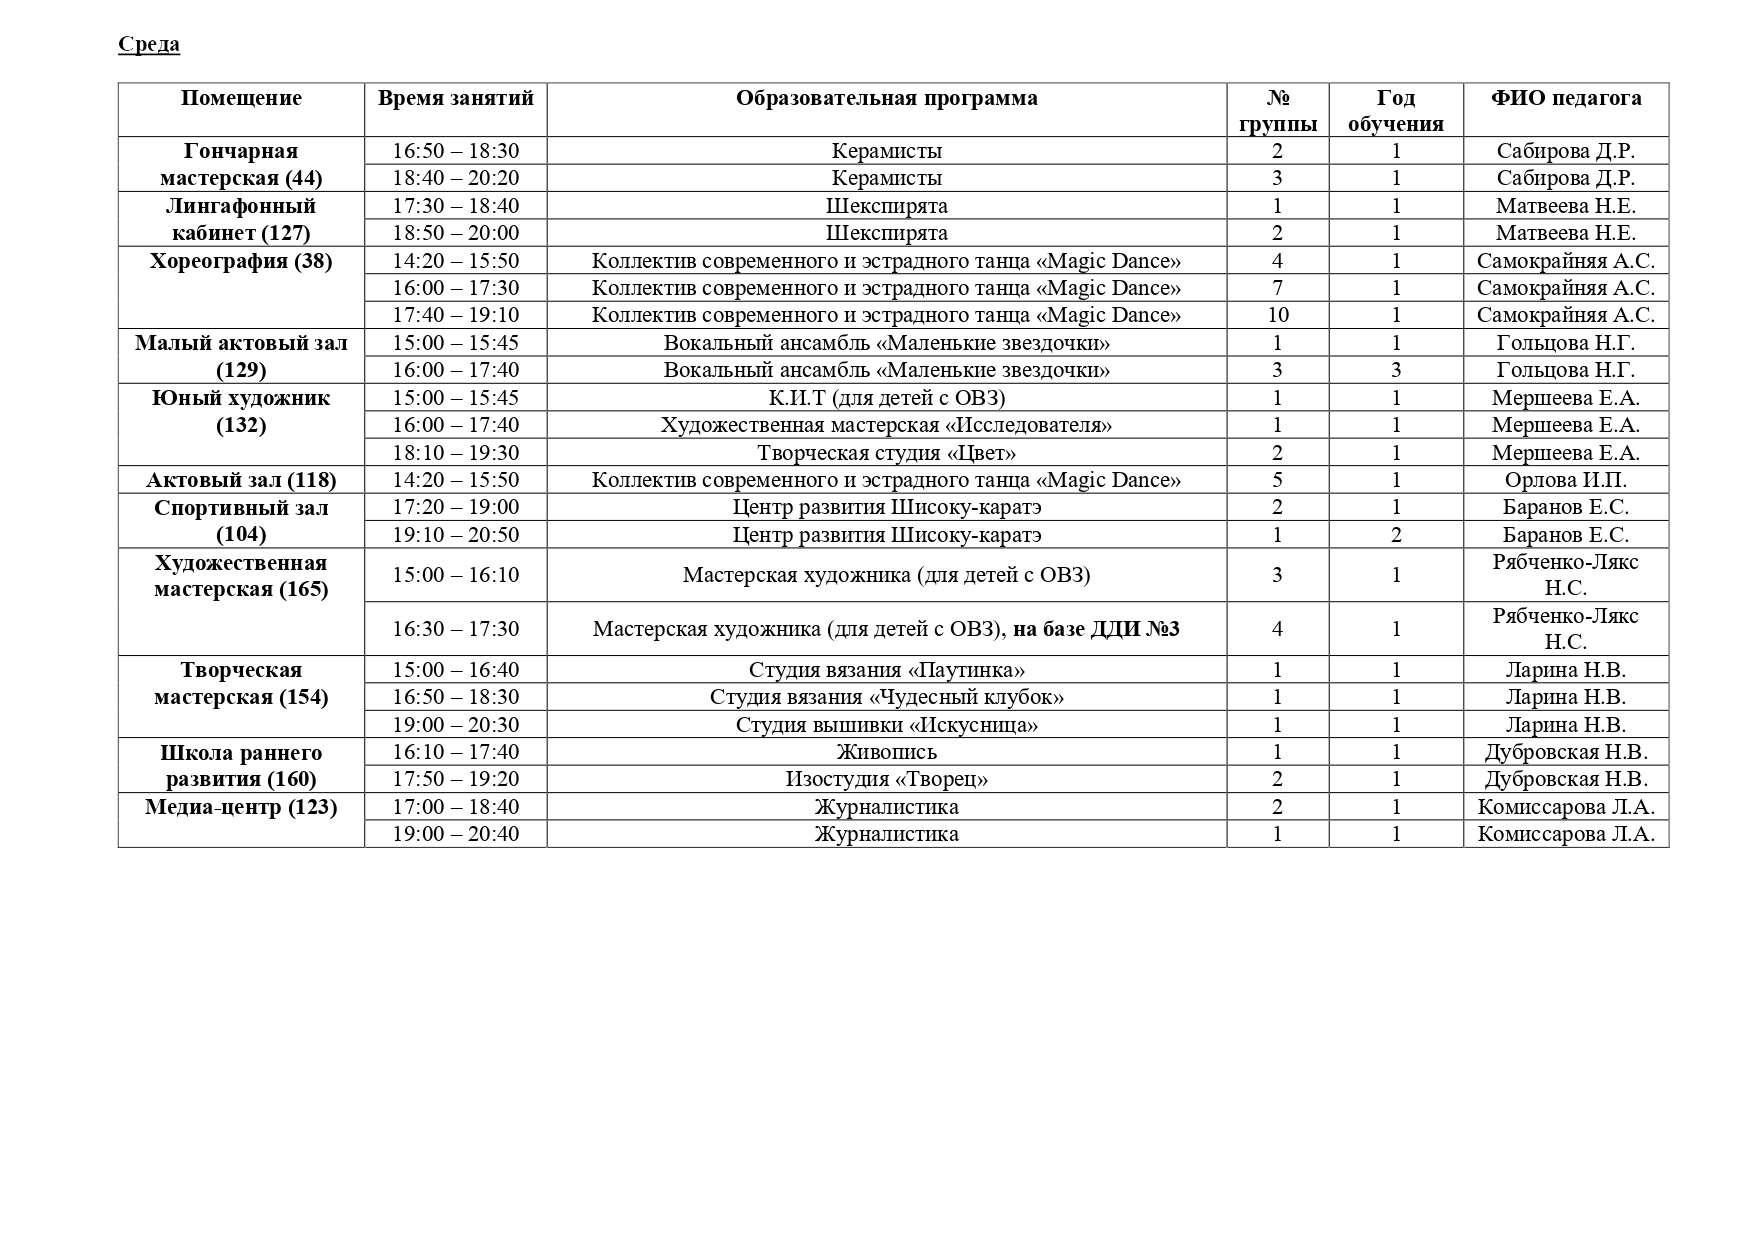 Среда
Помещение Время занятий Образовательная программа № группы Год обучения ФИО педагога
Гончарная мастерская (44) 16:50 – 18:30 Керамисты 2 1 Сабирова Д.Р.
18:40 – 20:20 Керамисты 3 1 Сабирова Д.Р.
Лингафонный кабинет (127) 17:30 – 18:40 Шекспирята 1 1 Матвеева Н.Е.
18:50 – 20:00 Шекспирята 2 1 Матвеева Н.Е.
Хореография (38) 14:20 – 15:50 Коллектив современного и эстрадного танца «Magic Dance» 4 1 Самокрайняя А.С.
16:00 – 17:30 Коллектив современного и эстрадного танца «Magic Dance» 7 1 Самокрайняя А.С.
17:40 – 19:10 Коллектив современного и эстрадного танца «Magic Dance» 10 1 Самокрайняя А.С.
Малый актовый зал (129) 15:00 – 15:45 Вокальный ансамбль «Маленькие звездочки» 1 1 Гольцова Н.Г.
16:00 – 17:40 Вокальный ансамбль «Маленькие звездочки» 3 3 Гольцова Н.Г.
Юный художник (132) 15:00 – 15:45 К.И.Т (для детей с ОВЗ) 1 1 Мершеева Е.А.
16:00 – 17:40 Художественная мастерская «Исследователя» 1 1 Мершеева Е.А.
18:10 – 19:30 Творческая студия «Цвет» 2 1 Мершеева Е.А.
Актовый зал (118) 14:20 – 15:50 Коллектив современного и эстрадного танца «Magic Dance» 5 1 Орлова И.П.
Спортивный зал (104) 17:20 – 19:00 Центр развития Шисоку-каратэ 2 1 Баранов Е.С.
19:10 – 20:50 Центр развития Шисоку-каратэ 1 2 Баранов Е.С.
Художественная мастерская (165) 15:00 – 16:10 Мастерская художника (для детей с ОВЗ) 3 1 Рябченко-Лякс Н.С.
16:30 – 17:30 Мастерская художника (для детей с ОВЗ), на базе ДДИ №3 4 1 Рябченко-Лякс Н.С.
Творческая мастерская (154) 15:00 – 16:40 Студия вязания «Паутинка» 1 1 Ларина Н.В.
16:50 – 18:30 Студия вязания «Чудесный клубок» 1 1 Ларина Н.В.
19:00 – 20:30 Студия вышивки «Искусница» 1 1 Ларина Н.В.
Школа раннего развития (160) 16:10 – 17:40 Живопись 1 1 Дубровская Н.В.
17:50 – 19:20 Изостудия «Творец» 2 1 Дубровская Н.В.
Медиа-центр (123) 17:00 – 18:40 Журналистика 2 1 Комиссарова Л.А.
19:00 – 20:40 Журналистика 1 1 Комиссарова Л.А.